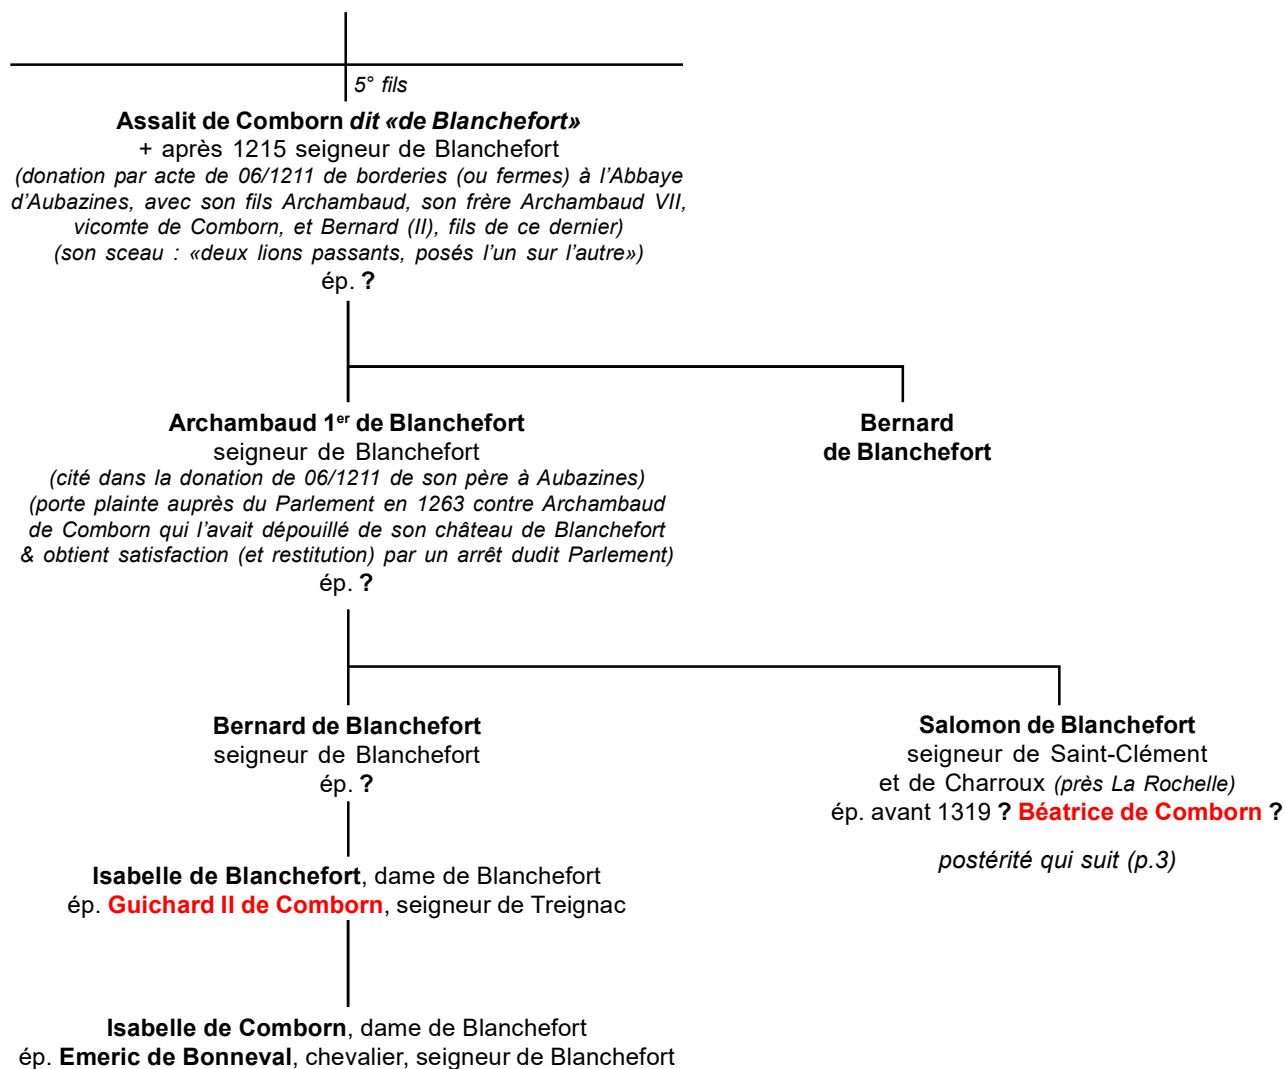 5° fils
Assalit de Comborn dit «de Blanchefort»
+ après 1215 seigneur de Blanchefort
(donation par acte de 06/1211 de borderies (ou fermes) à l'Abbaye
d'Aubazines, avec son fils Archambaud, son frère Archambaud VII,
vicomte de Comborn, et Bernard (II), fils de ce dernier)
(son sceau : «deux lions passants, posés l'un sur l'autre»)
ép. ?
Archambaud 1er de Blanchefort
seigneur de Blanchefort
(cité dans la donation de 06/1211 de son père à Aubazines)
(porte plainte auprès du Parlement en 1263 contre Archambaud
de Comborn qui l'avait dépouillé de son château de Blanchefort
& obtient satisfaction (et restitution) par un arrêt dudit Parlement)
ép. ?
Bernard
de Blanchefort
Bernard de Blanchefort
seigneur de Blanchefort
ép. ?
Salomon de Blanchefort
seigneur de Saint-Clément
et de Charroux (près La Rochelle)
ép. avant 1319 ? Béatrice de Comborn ?
postérité qui suit (p.3)
Isabelle de Blanchefort, dame de Blanchefort
ép. Guichard II de Comborn, seigneur de Treignac
Isabelle de Comborn, dame de Blanchefort
ép. Emeric de Bonneval, chevalier, seigneur de Blanchefort